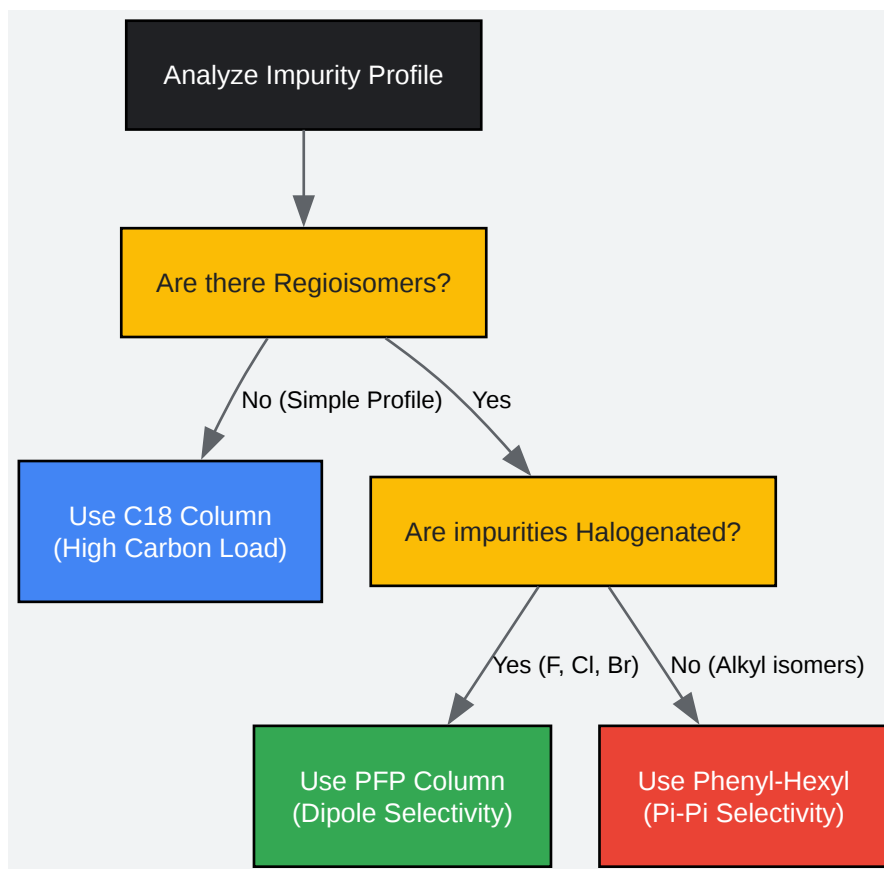 Analyze Impurity Profile
Are there Regioisomers?
No (Simple Profile)
Yes
Use C18 Column
(High Carbon Load)
Are impurities Halogenated?
Yes (F, Cl, Br)
No (Alkyl isomers)
Use PFP Column
(Dipole Selectivity)
Use Phenyl-Hexyl
(Pi-Pi Selectivity)